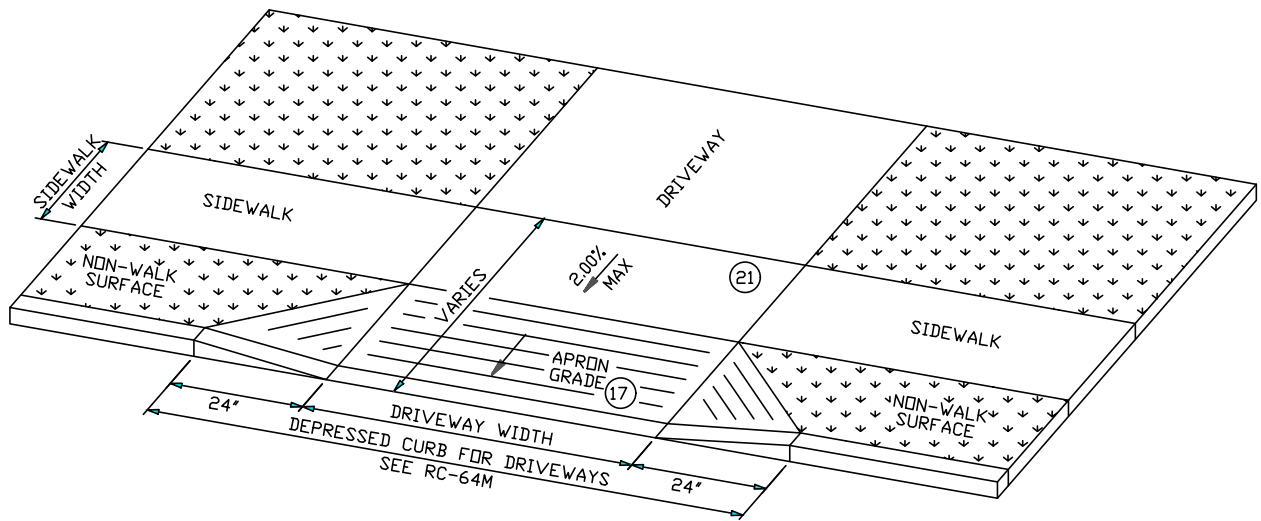 DRIVEWAY
SIDEWALK
WIDTH
SIDEWALK
2.00%
MAX
21
NON-WALK
SURFACE
VARIES
SIDEWALK
APRON
GRADE
17
NON-WALK
SURFACE
24"
DRIVEWAY WIDTH
24"
DEPRESSED CURB FOR DRIVEWAYS
SEE RC-64M